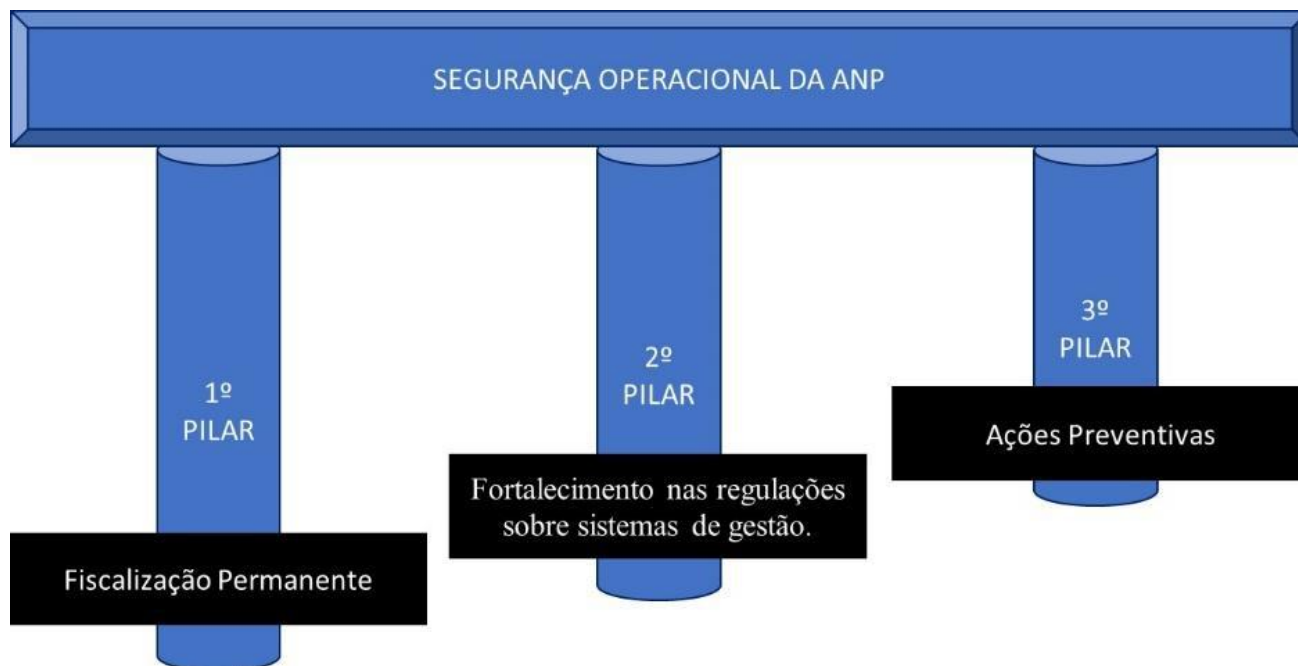 SEGURANÇA OPERACIONAL DA ANP
1º
PILAR
Fiscalização Permanente
2º
PILAR
Fortalecimento nas regulações
sobre sistemas de gestão.
3º
PILAR
Ações Preventivas